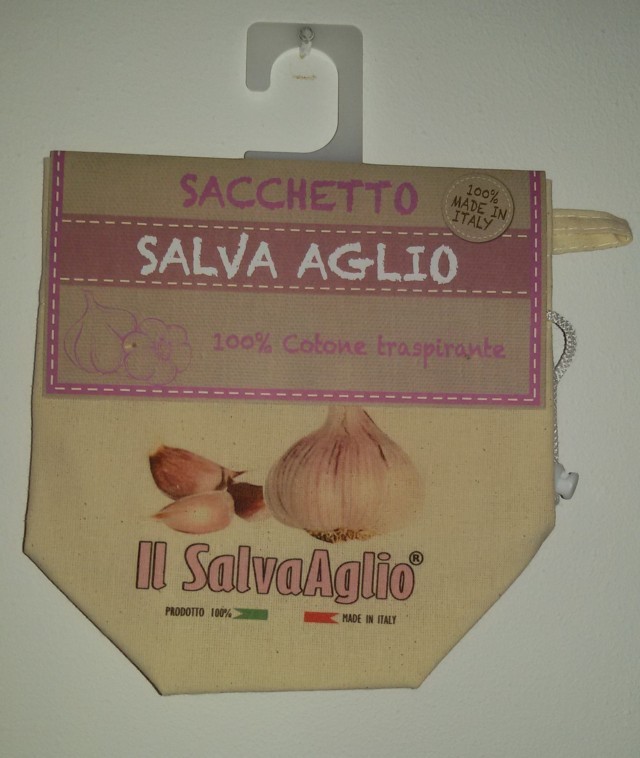 SACCHETTO
100%
MADE IN
ITALY
SALVA AGLIO
100% Cotone traspirante
Il SalvaAglio®
PRODOTTO 100% MADE IN ITALY